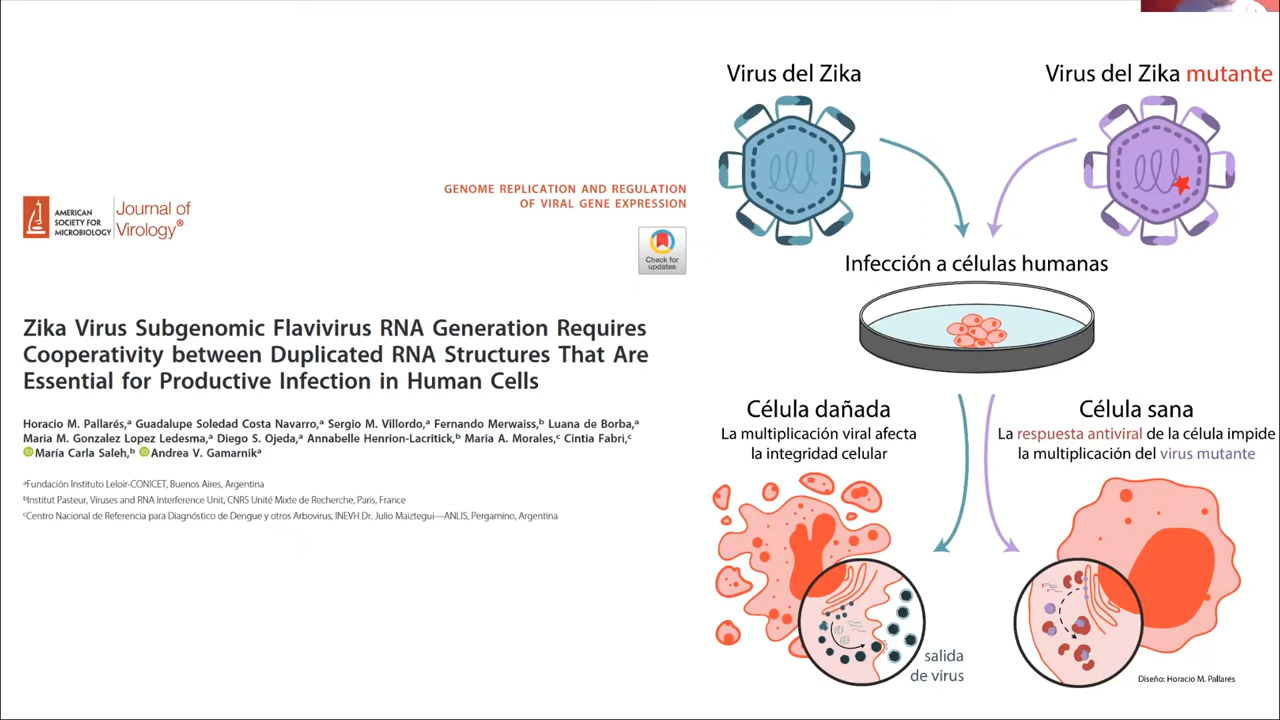 AMERICAN
SOCIETY FOR
MICROBIOLOGY
Journal of
Virology®
GENOME REPLICATION AND REGULATION
OF VIRAL GENE EXPRESSION
Check for
updates
Zika Virus Subgenomic Flavivirus RNA Generation Requires
Cooperativity between Duplicated RNA Structures That Are
Essential for Productive Infection in Human Cells
Horacio M. Pallarés,ᵃ Guadalupe Soledad Costa Navarro,ᵃ Sergio M. Villordo,ᵃ Fernando Merwaiss,ᵇ Luana de Borba,ᵃ
Maria M. Gonzalez Lopez Ledesma,ᵃ Diego S. Ojeda,ᵃ Annabelle Henrion-Lacritick,ᵇ Maria A. Morales,ᶜ Cintia Fabri,ᶜ
María Carla Saleh,ᵇ Andrea V. Gamarnikᵃ
ᵃFundación Instituto Leloir-CONICET, Buenos Aires, Argentina
ᵇInstitut Pasteur, Viruses and RNA Interference Unit, CNRS Unité Mixte de Recherche, Paris, France
ᶜCentro Nacional de Referencia para Diagnóstico de Dengue y otros Arbovirus, INEVH Dr. Julio Maiztegui—ANLIS, Pergamino, Argentina
Virus del Zika
Virus del Zika mutante
Infección a células humanas
Célula dañada
La multiplicación viral afecta
la integridad celular
Célula sana
La respuesta antiviral de la célula impide
la multiplicación del virus mutante
salida
de virus
Diseño: Horacio M. Pallarés